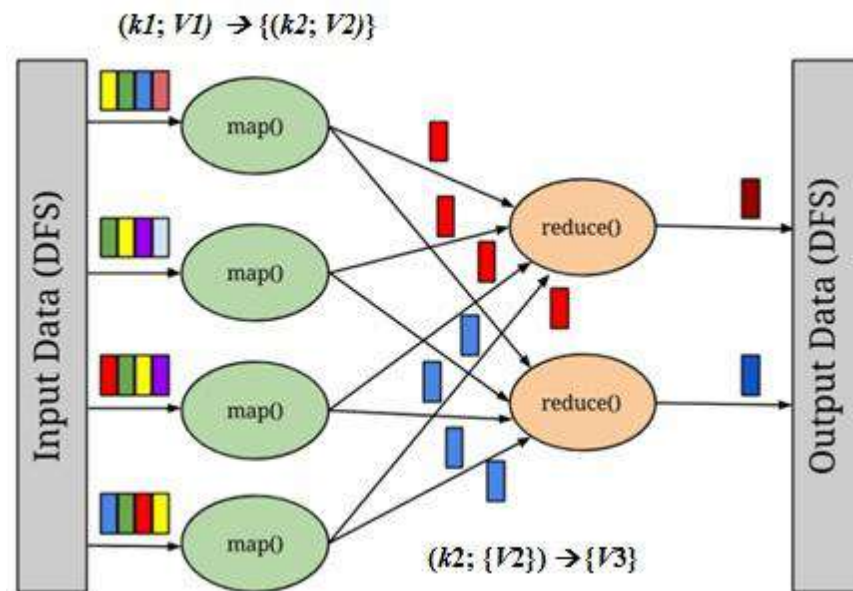 (k1; V1) → {(k2; V2)}
Input Data (DFS)
map()
map()
map()
map()
reduce()
reduce()
Output Data (DFS)
(k2; {V2}) → {V3}